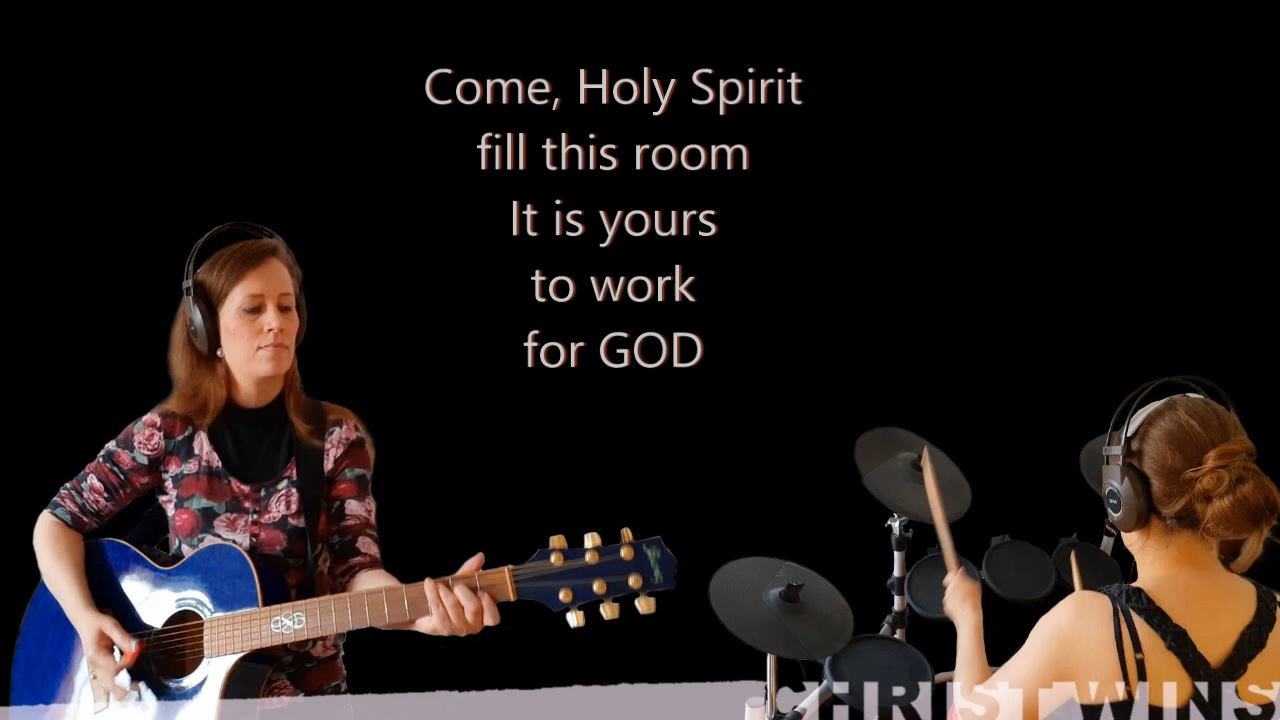 Come, Holy Spirit
fill this room
It is yours
to work
for GOD
CHRIST WINS